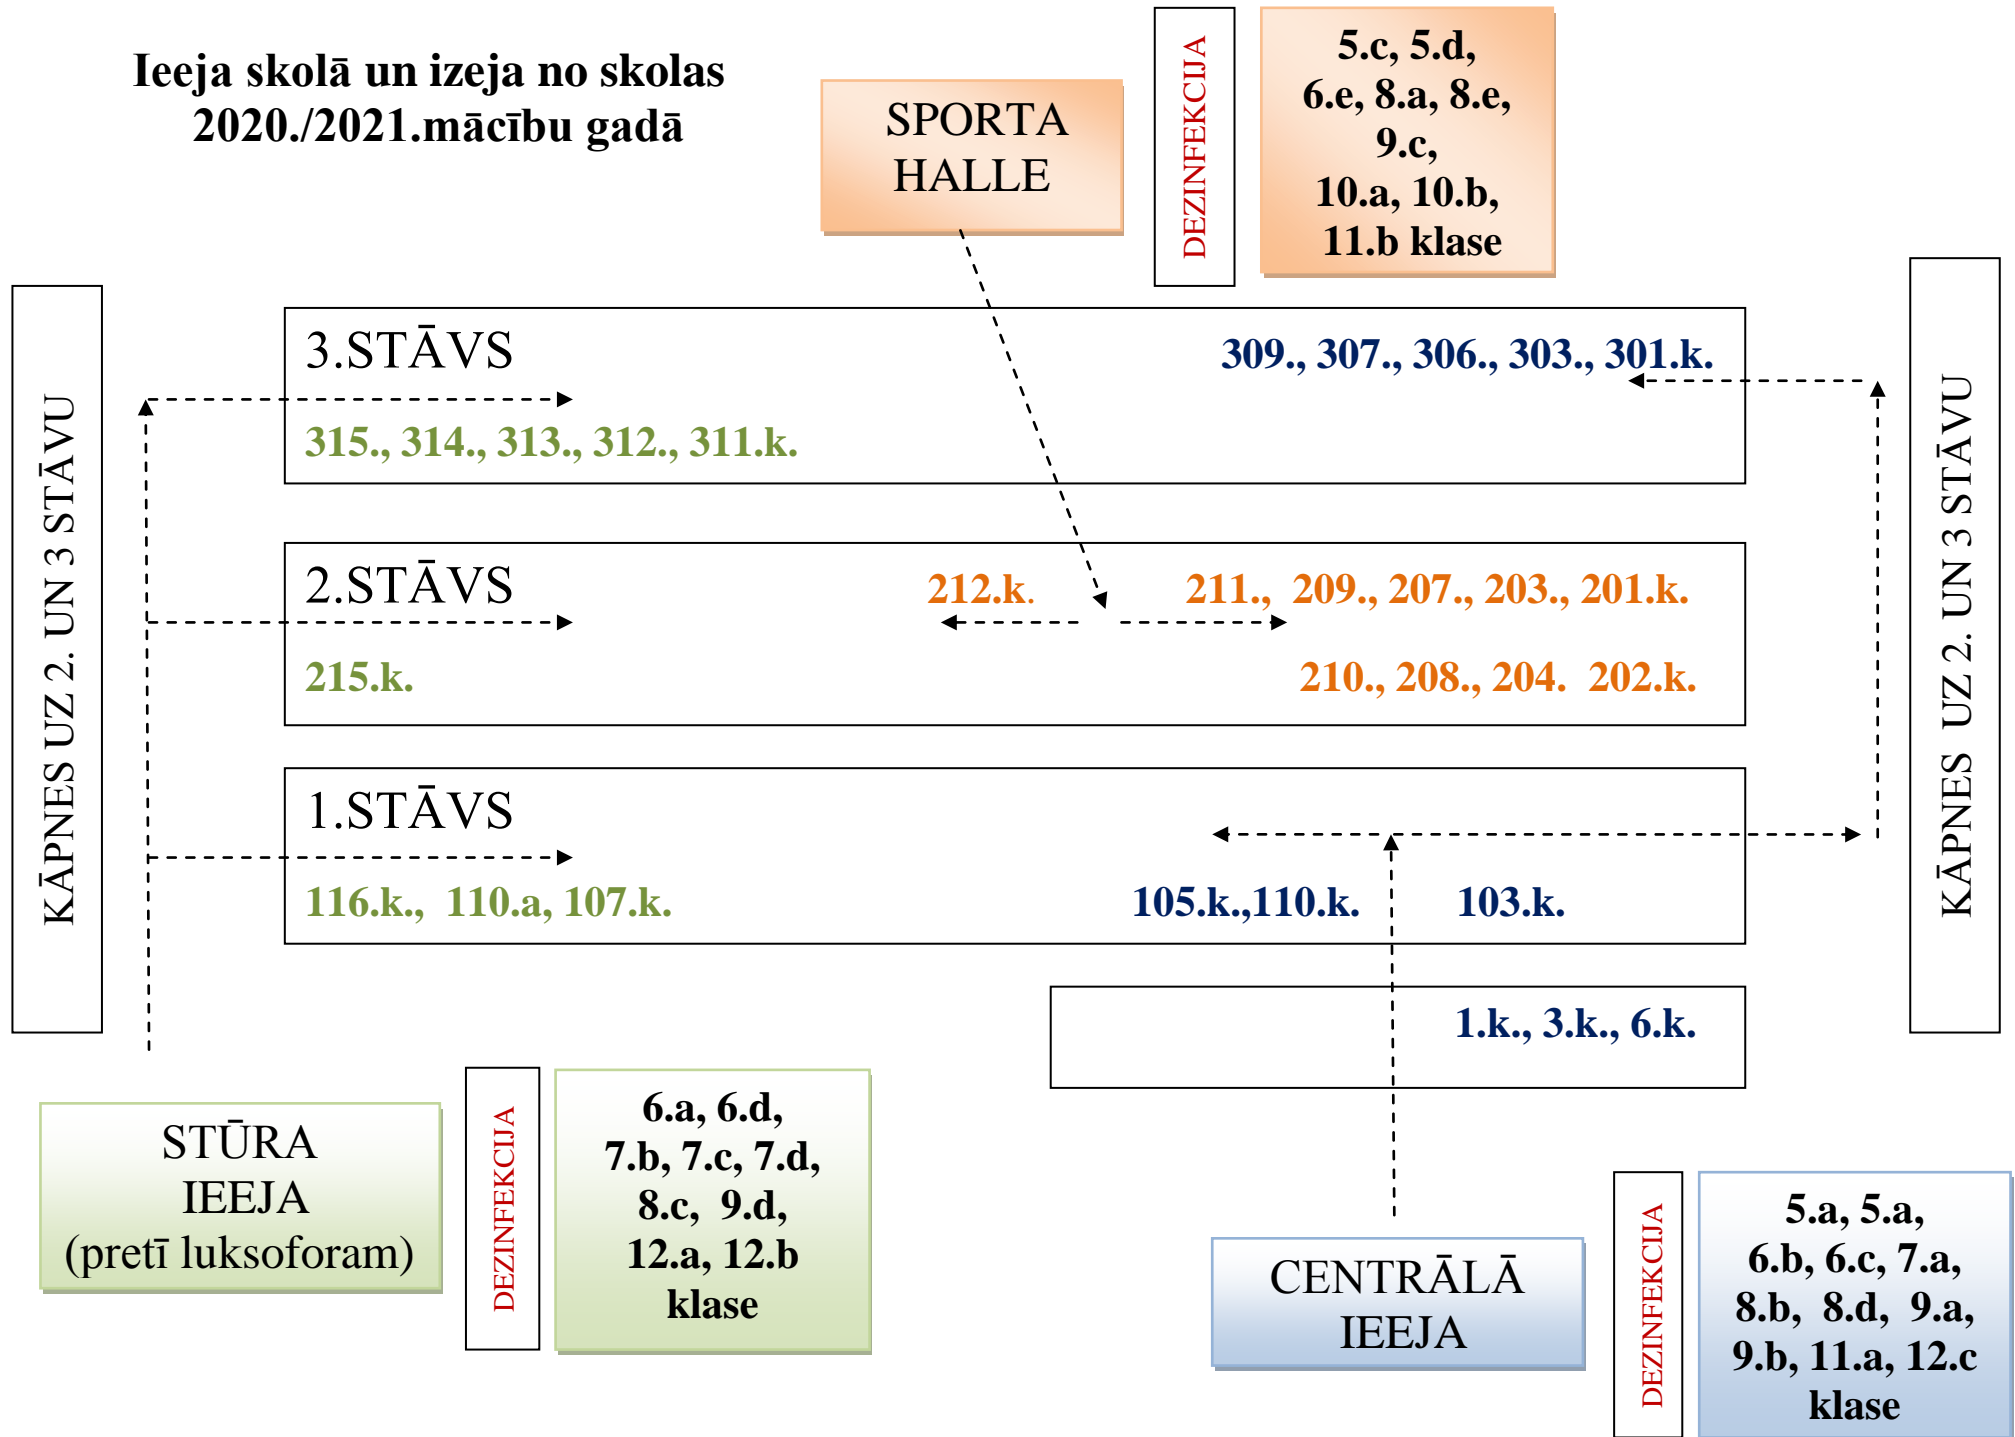 Ieeja skolā un izeja no skolas
2020./2021.mācību gadā
SPORTA
HALLE
DEZINFEKCIJA
5.c, 5.d,
6.e, 8.a, 8.e,
9.c,
10.a, 10.b,
11.b klase
KĀPNES UZ 2. UN 3 STĀVU
3.STĀVS
309., 307., 306., 303., 301.k.
315., 314., 313., 312., 311.k.
2.STĀVS
212.k.
211., 209., 207., 203., 201.k.
215.k.
210., 208., 204. 202.k.
1.STĀVS
116.k., 110.a, 107.k.
105.k.,110.k.
103.k.
1.k., 3.k., 6.k.
KĀPNES UZ 2. UN 3 STĀVU
STŪRA
IEEJA
(pretī luksoforam)
DEZINFEKCIJA
6.a, 6.d,
7.b, 7.c, 7.d,
8.c, 9.d,
12.a, 12.b
klase
CENTRĀLĀ
IEEJA
DEZINFEKCIJA
5.a, 5.a,
6.b, 6.c, 7.a,
8.b, 8.d, 9.a,
9.b, 11.a, 12.c
klase